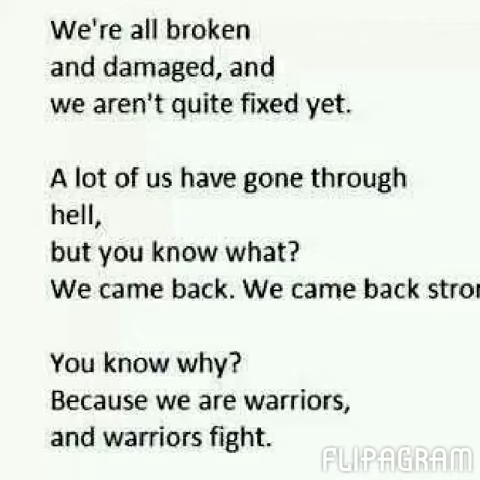 We're all broken
and damaged, and
we aren't quite fixed yet.
A lot of us have gone through
hell,
but you know what?
We came back. We came back
You know why?
Because we are warriors,
and warriors fight.
FLIPAGRAM